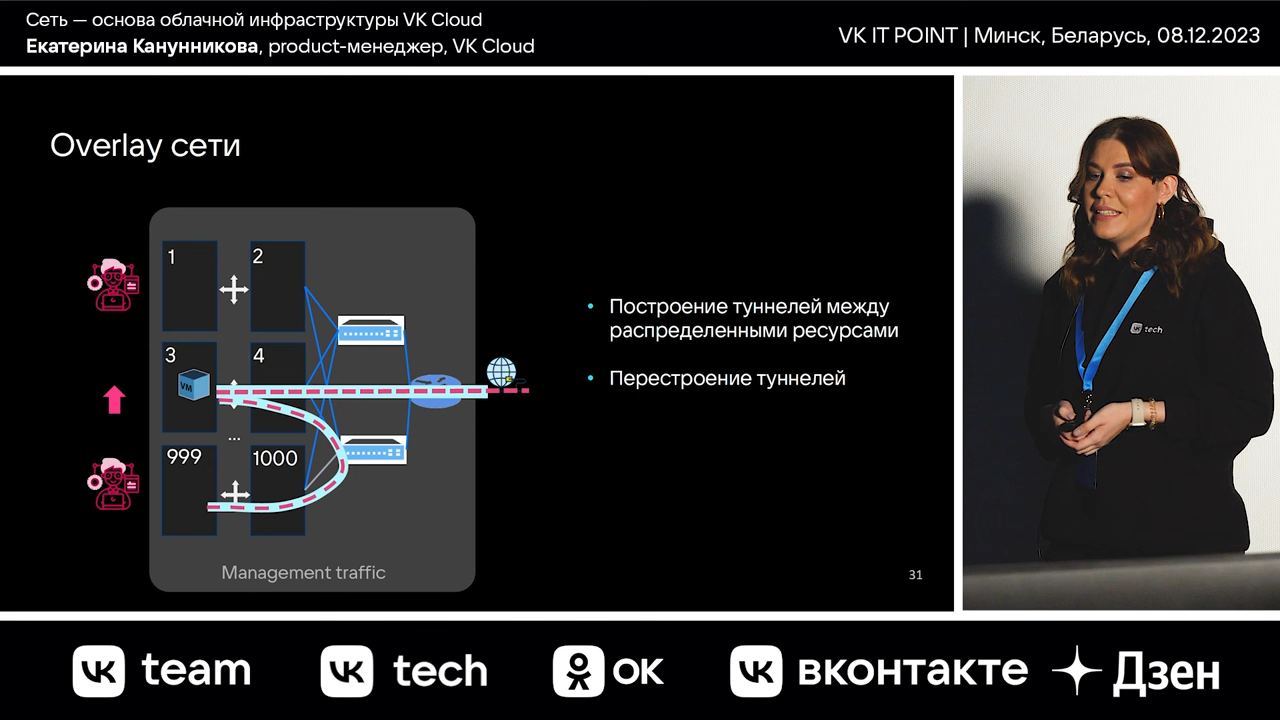 Сеть — основа облачной инфраструктуры VK Cloud
Екатерина Канунникова, product-менеджер, VK Cloud
VK IT POINT | Минск, Беларусь, 08.12.2023
Overlay сети
1
2
3
4
VM
...
999
1000
Management traffic
• Построение туннелей между
распределенными ресурсами
• Перестроение туннелей
31
tech
team
tech
ок
вконтакте
Дзен